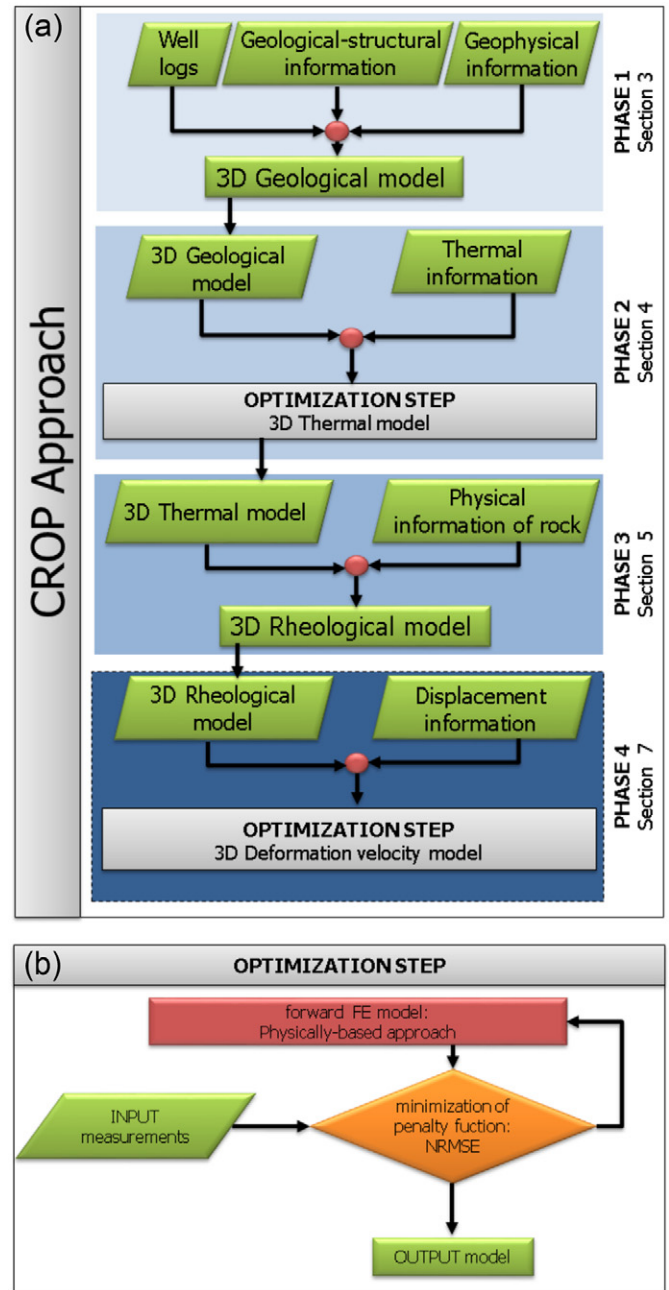 (a)
CROP Approach
Well
logs
Geological-structural
information
Geophysical
information
3D Geological model
PHASE 1
Section 3
3D Geological
model
Thermal
information
OPTIMIZATION STEP
3D Thermal model
PHASE 2
Section 4
3D Thermal model
Physical
information of rock
3D Rheological model
PHASE 3
Section 5
3D Rheological
model
Displacement
information
OPTIMIZATION STEP
3D Deformation velocity model
PHASE 4
Section 7
(b)
OPTIMIZATION STEP
forward FE model:
Physically-based approach
INPUT
measurements
minimization of
penalty fuction:
NRMSE
OUTPUT model